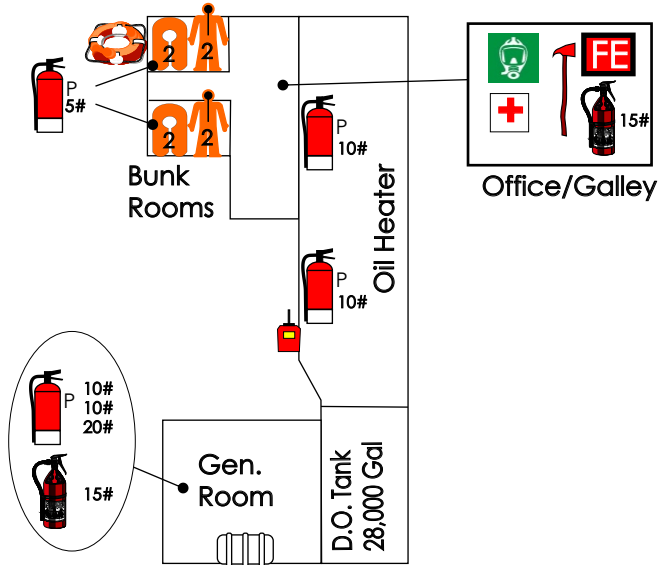 2
2
P
5#
2
2
Bunk
Rooms
P
10#
FE
15#
Office/Galley
Oil Heater
P
10#
P
10#
10#
20#
15#
Gen.
Room
D.O. Tank
28,000 Gal